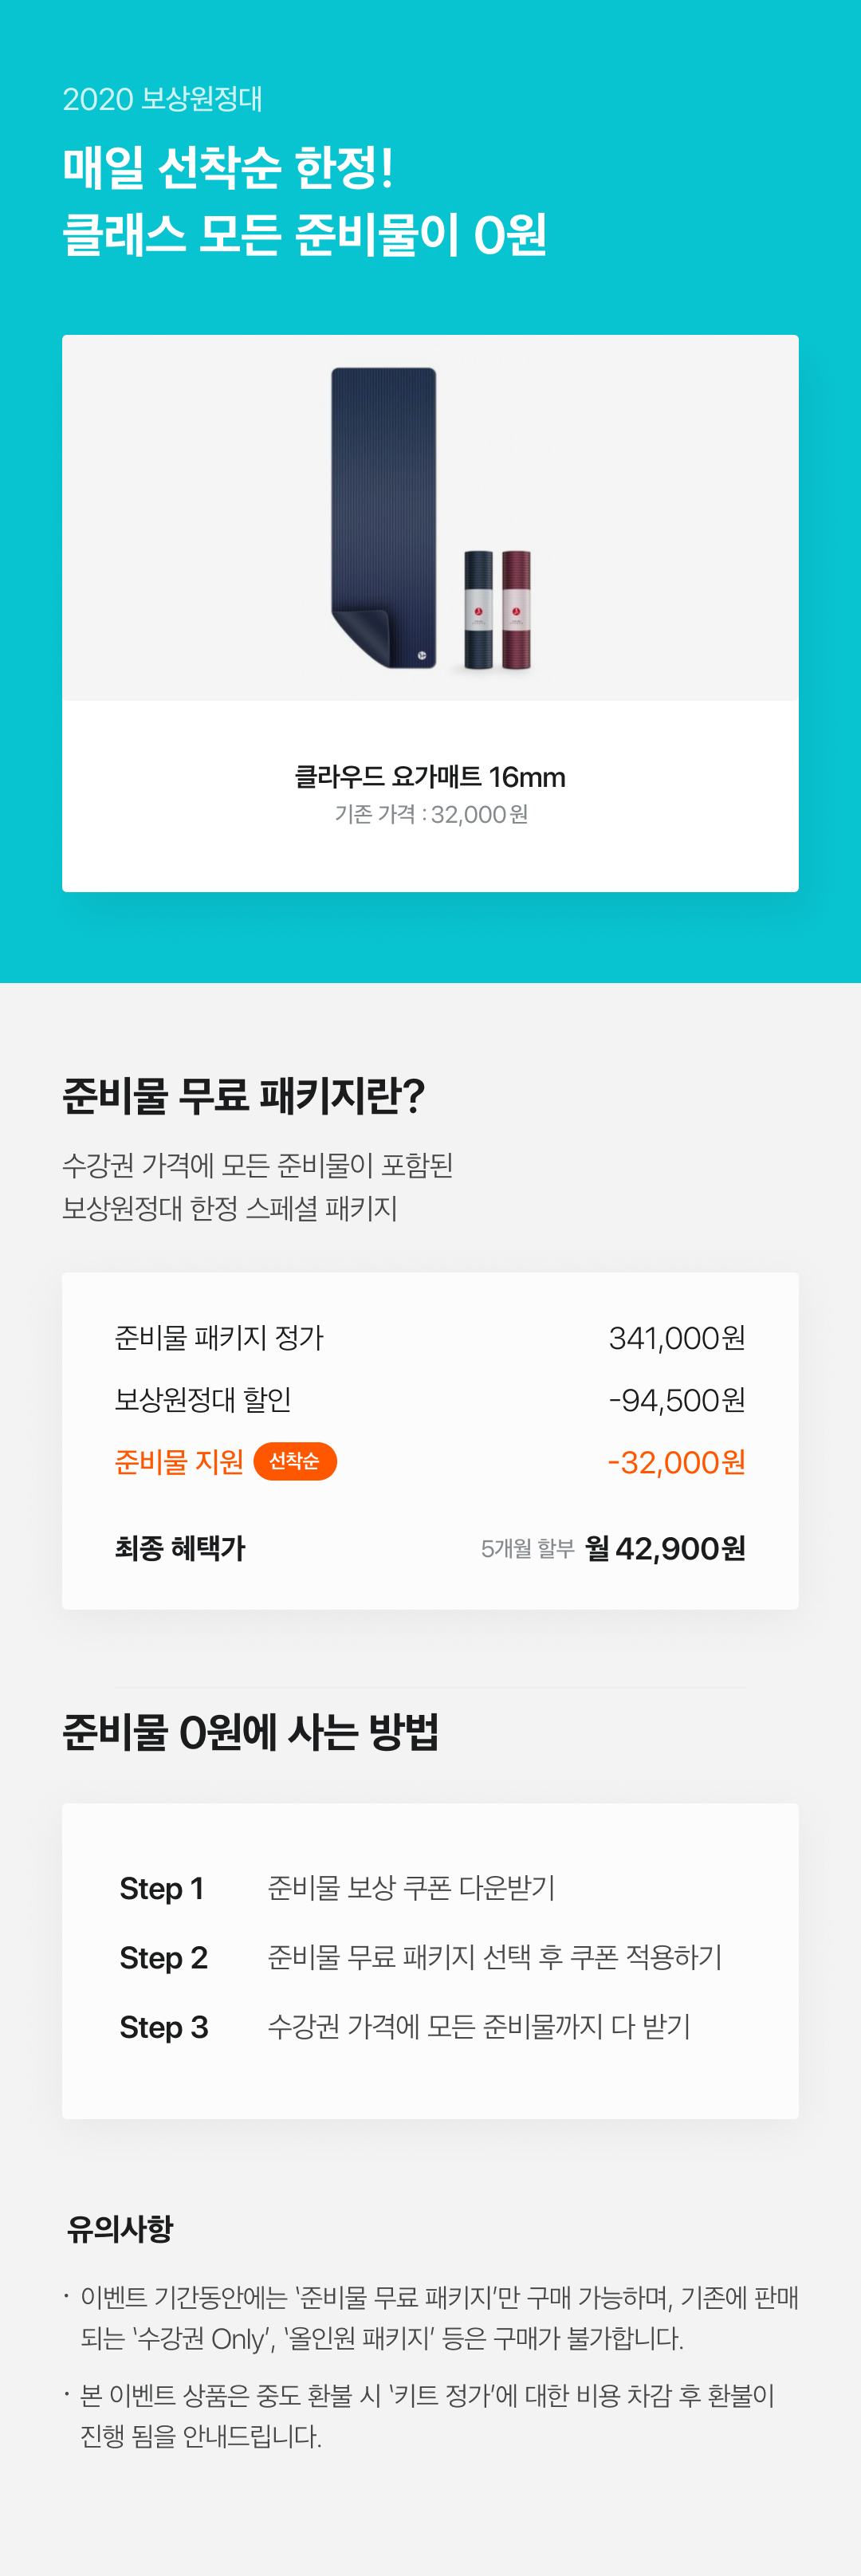 2020 보상원정대
매일 선착순 한정!
클래스 모든 준비물이 0원
클라우드 요가매트 16mm
기존 가격 : 32,000원
준비물 무료 패키지란?
수강권 가격에 모든 준비물이 포함된
보상원정대 한정 스페셜 패키지
준비물 패키지 정가 341,000원
보상원정대 할인 -94,500원
준비물 지원 선착순 -32,000원
최종 혜택가 5개월 할부 월 42,900원
준비물 0원에 사는 방법
Step 1 준비물 보상 쿠폰 다운받기
Step 2 준비물 무료 패키지 선택 후 쿠폰 적용하기
Step 3 수강권 가격에 모든 준비물까지 다 받기
유의사항
· 이벤트 기간동안에는 '준비물 무료 패키지'만 구매 가능하며, 기존에 판매
되는 '수강권 Only', '올인원 패키지' 등은 구매가 불가합니다.
· 본 이벤트 상품은 중도 환불 시 '키트 정가'에 대한 비용 차감 후 환불이
진행 됨을 안내드립니다.